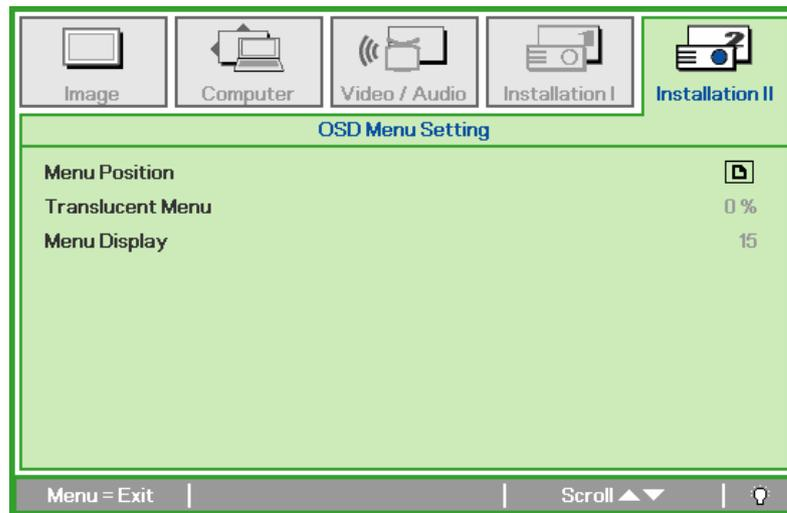 Image
Computer
Video / Audio
Installation I
Installation II
OSD Menu Setting
Menu Position
Translucent Menu
0 %
Menu Display
15
Menu = Exit
Scroll